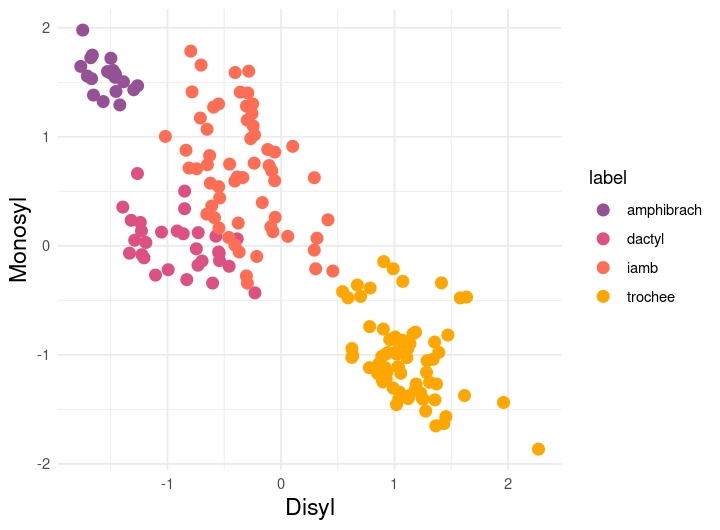 2
1
0
-1
-2
Monosyl
-1
0
1
2
Disyl
label
amphibrach
dactyl
iamb
trochee